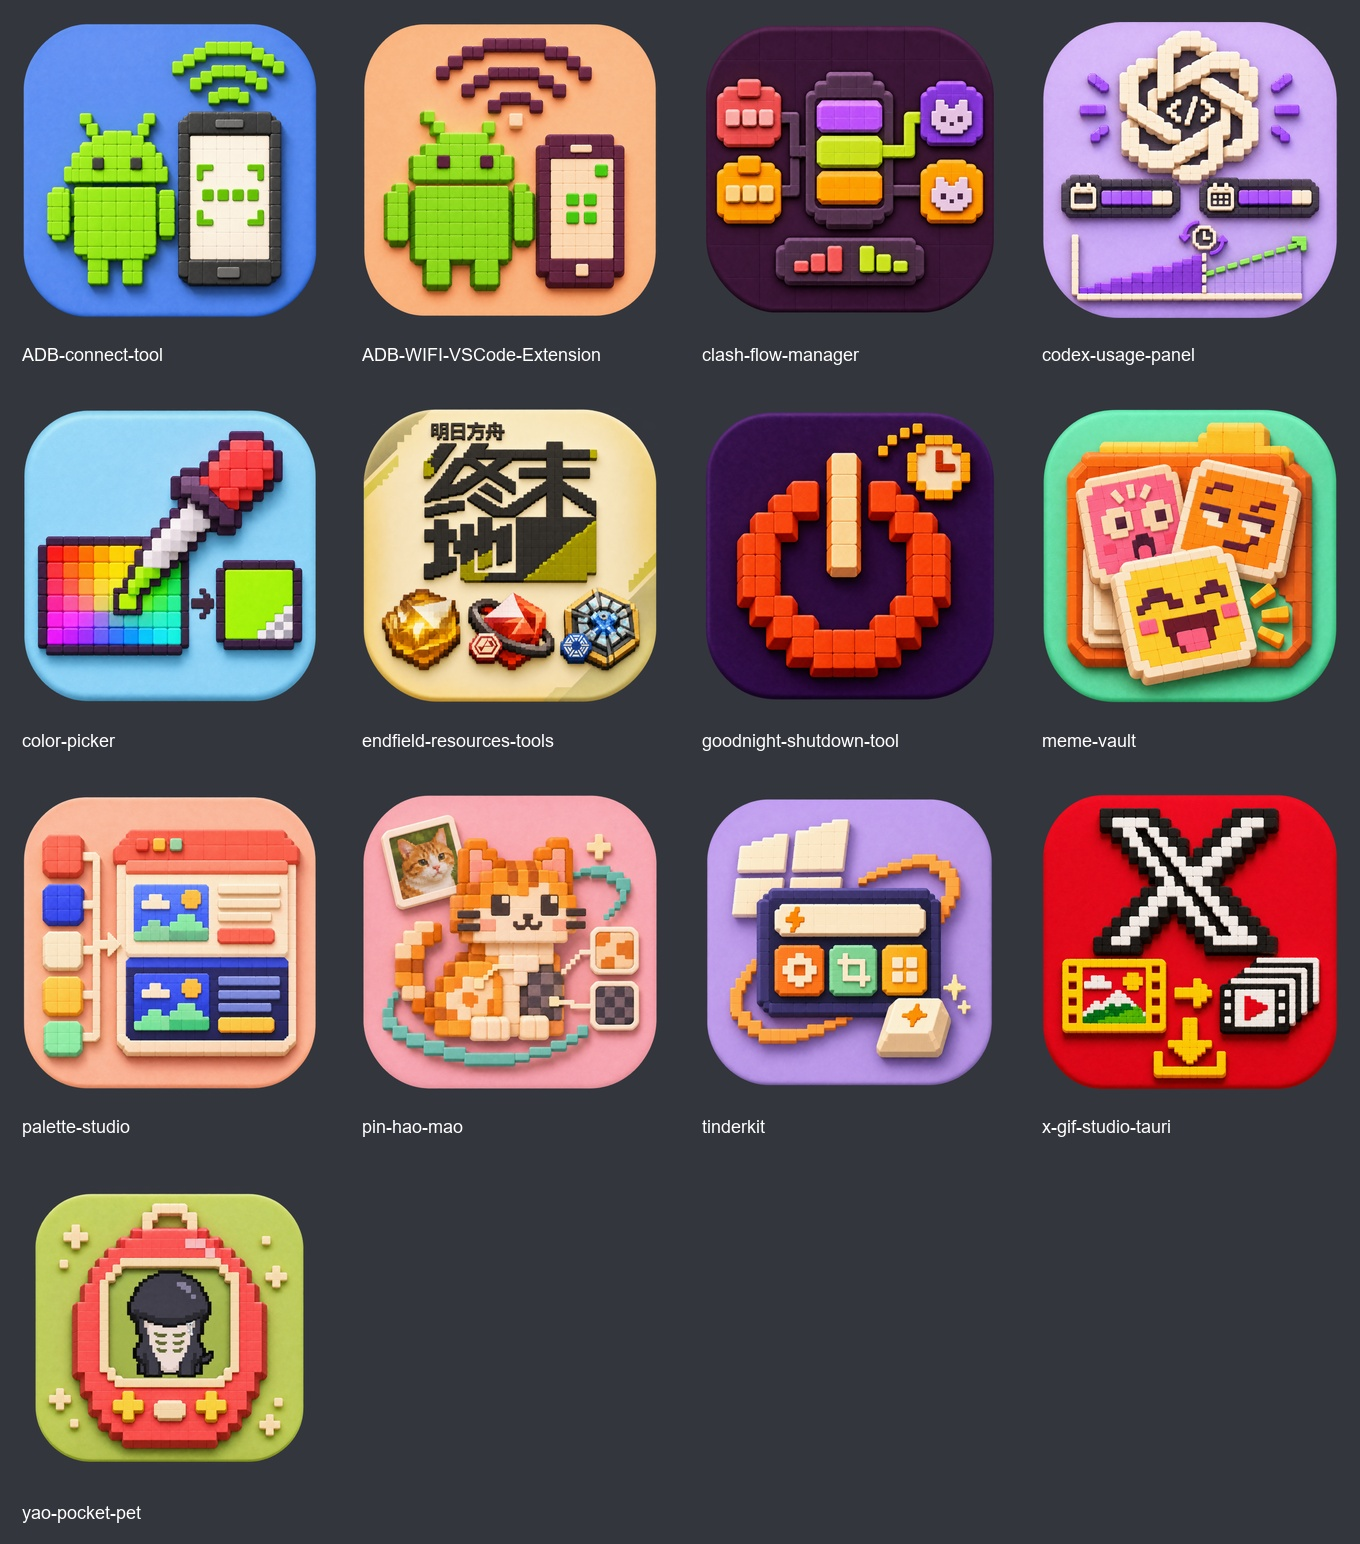 ADB-connect-tool
ADB-WIFI-VSCode-Extension
clash-flow-manager
codex-usage-panel
明日方舟
终末
地
color-picker
endfield-resources-tools
goodnight-shutdown-tool
meme-vault
palette-studio
pin-hao-mao
tinderkit
x-gif-studio-tauri
yao-pocket-pet